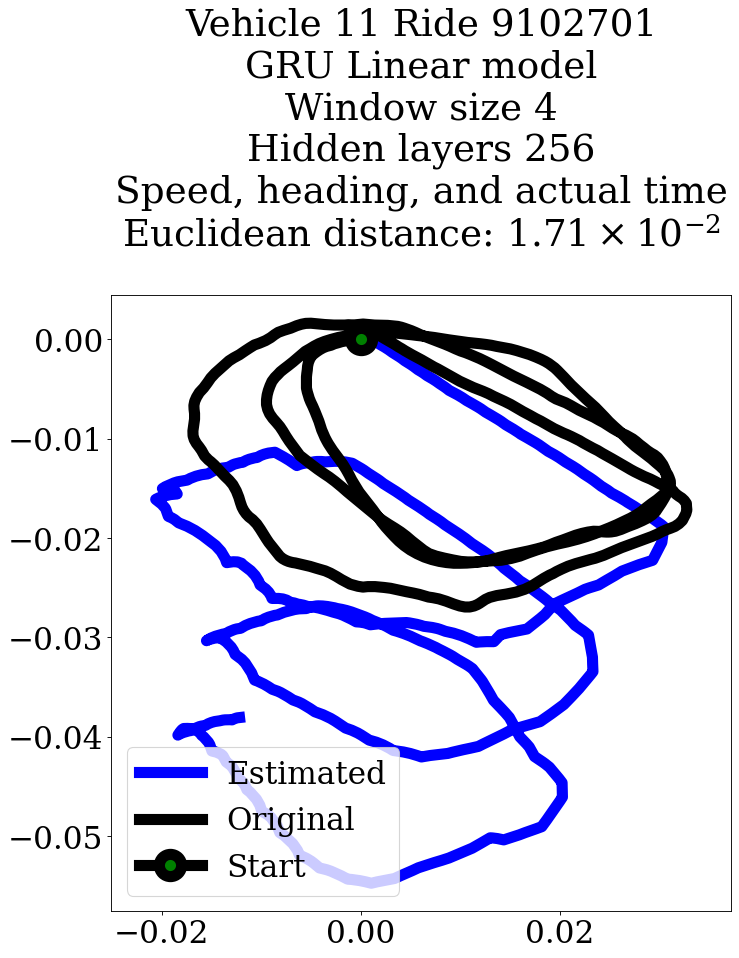 Vehicle 11 Ride 9102701
GRU Linear model
Window size 4
Hidden layers 256
Speed, heading, and actual time
Euclidean distance: 1.71 × 10⁻²
0.00
−0.01
−0.02
−0.03
−0.04
−0.05
Estimated
Original
Start
−0.02 0.00 0.02